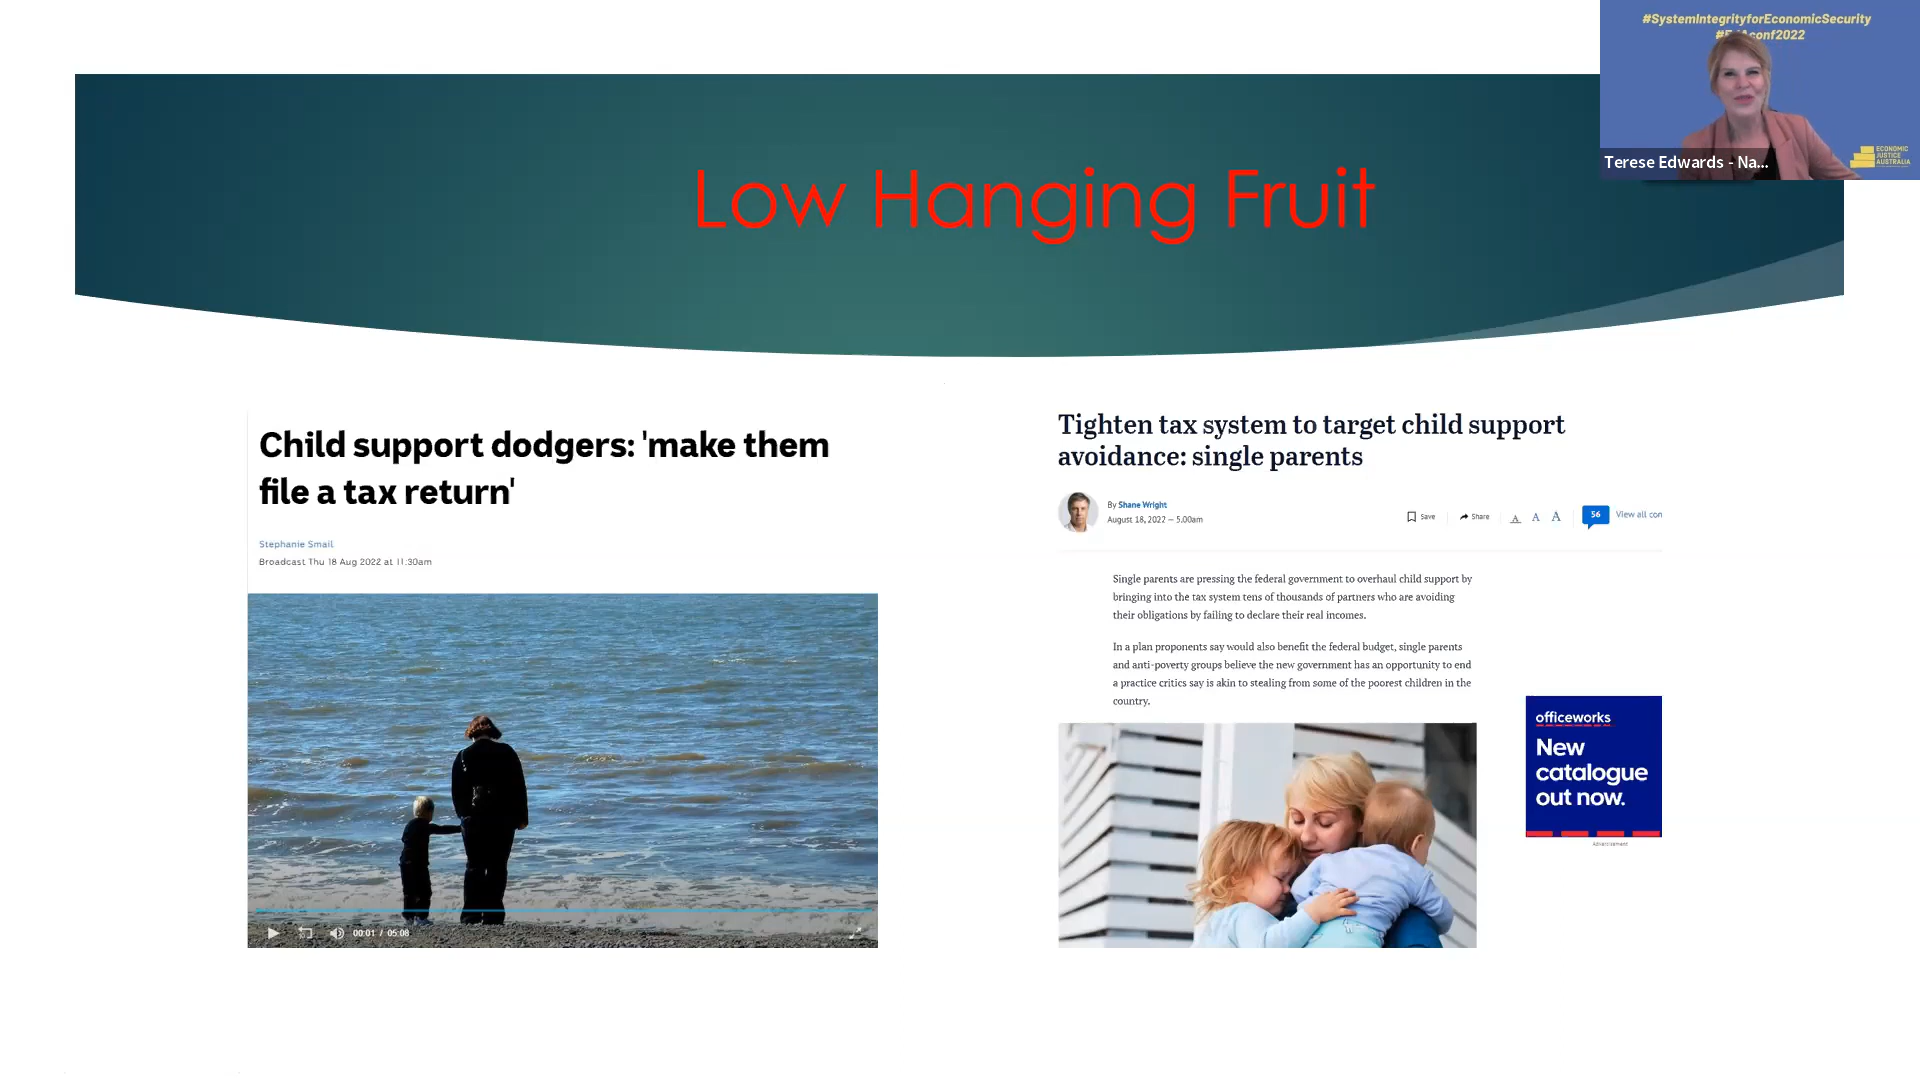 #SystemIntegrityforEconomicSecurity
conf2022
ECONOMIC
JUSTICE
AUSTRALIA
Terese Edwards - Na...
Low Hanging Fruit
Child support dodgers: 'make them
file a tax return'
Stephanie Smail
Broadcast Thu 18 Aug 2022 at 11:30am
00:01 / 05:08
Tighten tax system to target child support
avoidance: single parents
By Shane Wright
August 18, 2022 — 5.00am
Save
Share
A A A
56
View all con
Single parents are pressing the federal government to overhaul child support by
bringing into the tax system tens of thousands of partners who are avoiding
their obligations by failing to declare their real incomes.
In a plan proponents say would also benefit the federal budget, single parents
and anti-poverty groups believe the new government has an opportunity to end
a practice critics say is akin to stealing from some of the poorest children in the
country.
officeworks
New
catalogue
out now.
Advertisement